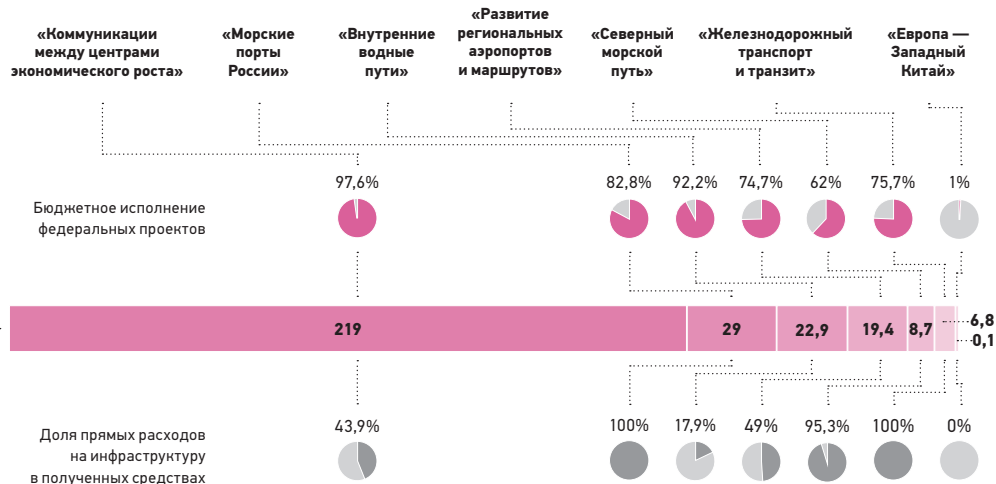 «Коммуникации
между центрами
экономического роста»
«Морские
порты
России»
«Внутренние
водные
пути»
«Развитие
региональных
аэропортов
и маршрутов»
«Северный
морской
путь»
«Железнодорожный
транспорт
и транзит»
«Европа —
Западный
Китай»
Бюджетное исполнение
федеральных проектов
97,6%
82,8%
92,2%
74,7%
62%
75,7%
1%
219
29
22,9
19,4
8,7
6,8
0,1
Доля прямых расходов
на инфраструктуру
в полученных средствах
43,9%
100%
17,9%
49%
95,3%
100%
0%